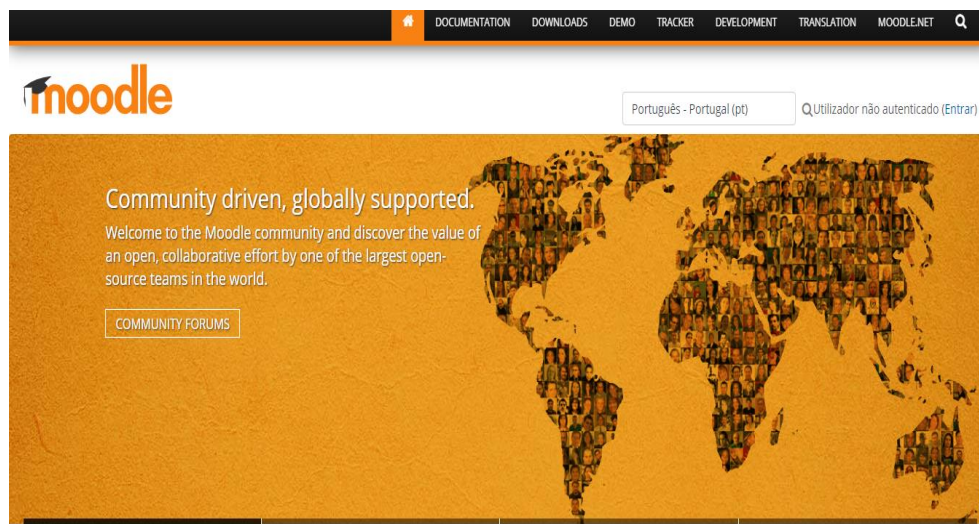 DOCUMENTATION DOWNLOADS DEMO TRACKER DEVELOPMENT TRANSLATION MOODLE.NET
moodle
Português - Portugal (pt) Utilizador não autenticado (Entrar)
Community driven, globally supported.
Welcome to the Moodle community and discover the value of
an open, collaborative effort by one of the largest open-
source teams in the world.
COMMUNITY FORUMS